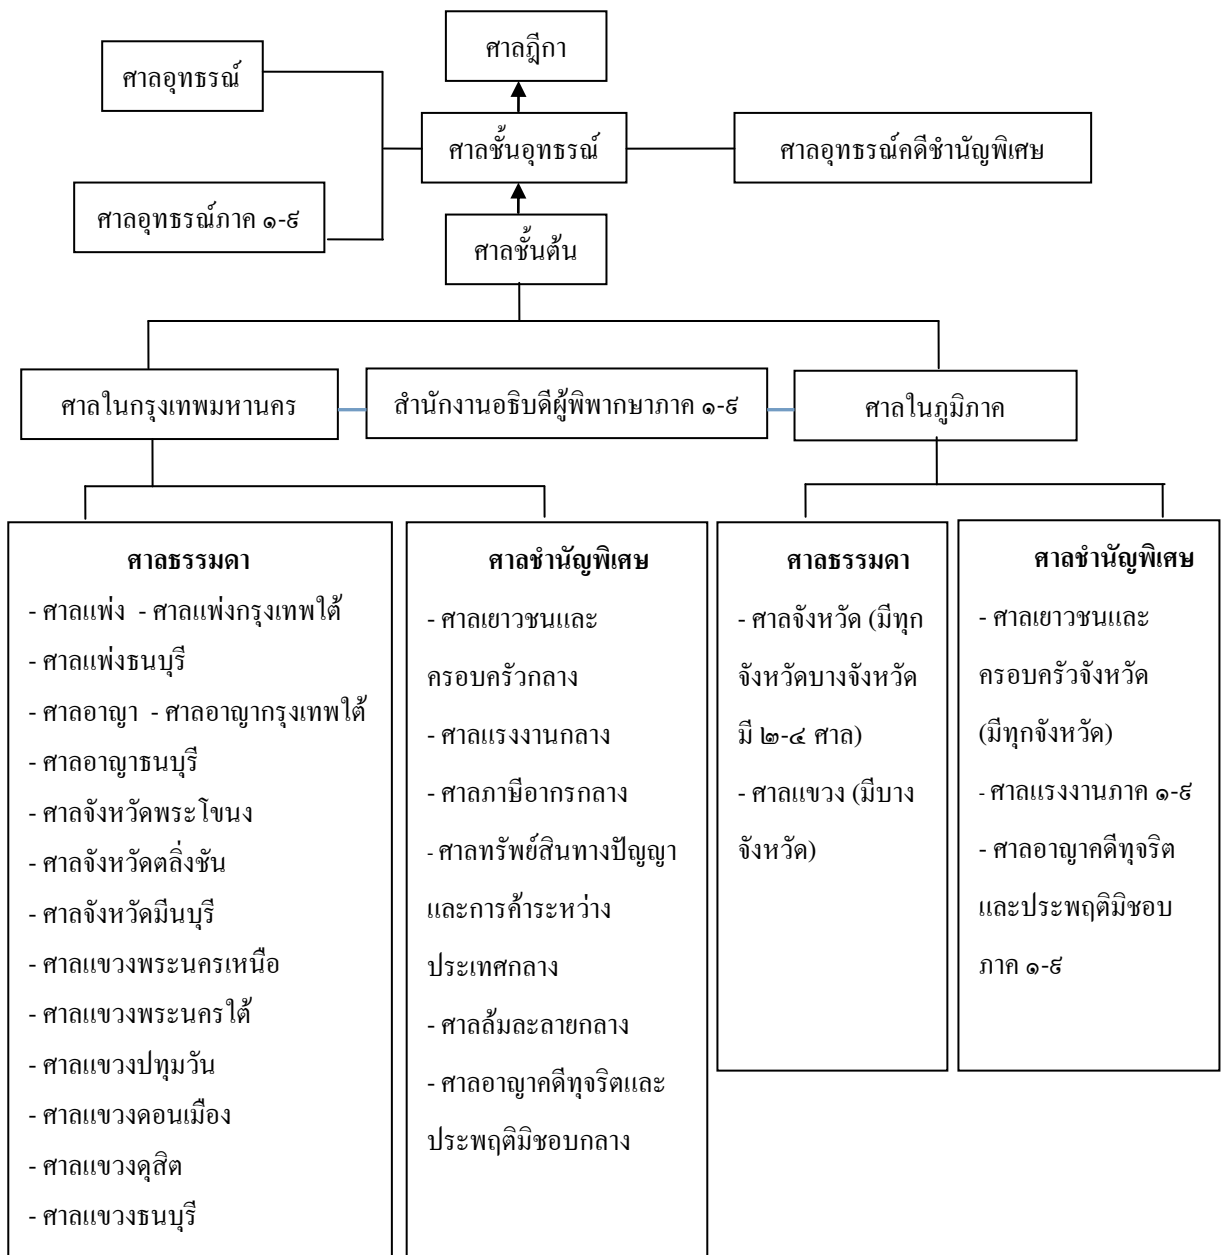 ศาลฎีกา
ศาลอุทธรณ์
ศาลชั้นอุทธรณ์
ศาลอุทธรณ์คดีชำนัญพิเศษ
ศาลอุทธรณ์ภาค ๑-๙
ศาลชั้นต้น
ศาลในกรุงเทพมหานคร
สำนักงานอธิบดีผู้พิพากษาภาค ๑-๙
ศาลในภูมิภาค
ศาลธรรมดา
- ศาลแพ่ง - ศาลแพ่งกรุงเทพใต้
- ศาลแพ่งธนบุรี
- ศาลอาญา - ศาลอาญากรุงเทพใต้
- ศาลอาญาธนบุรี
- ศาลจังหวัดพระโขนง
- ศาลจังหวัดตลิ่งชัน
- ศาลจังหวัดมีนบุรี
- ศาลแขวงพระนครเหนือ
- ศาลแขวงพระนครใต้
- ศาลแขวงปทุมวัน
- ศาลแขวงดอนเมือง
- ศาลแขวงดุสิต
- ศาลแขวงธนบุรี
ศาลชำนัญพิเศษ
- ศาลเยาวชนและ
ครอบครัวกลาง
- ศาลแรงงานกลาง
- ศาลภาษีอากรกลาง
- ศาลทรัพย์สินทางปัญญา
และการค้าระหว่าง
ประเทศกลาง
- ศาลล้มละลายกลาง
- ศาลอาญาคดีทุจริตและ
ประพฤติมิชอบกลาง
ศาลธรรมดา
- ศาลจังหวัด (มีทุก
จังหวัดบางจังหวัด
มี ๒-๔ ศาล)
- ศาลแขวง (มีบาง
จังหวัด)
ศาลชำนัญพิเศษ
- ศาลเยาวชนและ
ครอบครัวจังหวัด
(มีทุกจังหวัด)
- ศาลแรงงานภาค ๑-๙
- ศาลอาญาคดีทุจริต
และประพฤติมิชอบ
ภาค ๑-๙